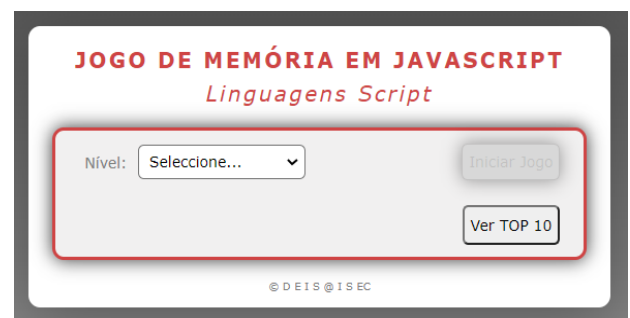 JOGO DE MEMÓRIA EM JAVASCRIPT
Linguagens Script
Nível: Seleccione... Iniciar Jogo
Ver TOP 10
© D E I S @ I S EC